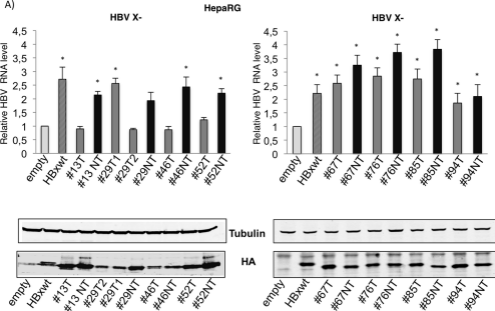 A)
HepaRG
HBV X-
HBV X-
Relative HBV RNA level
4,5
4
3,5
3
2,5
2
1,5
1
0,5
0
* * * * *
empty HBxwt #13T #13 NT #29T1 #29T2 #29NT #46T #46NT #52T #52NT
Relative HBV RNA level
4,5
4
3,5
3
2,5
2
1,5
1
0,5
0
* * * * * * * * *
empty HBxwt #67T #67NT #76T #76NT #85T #85NT #94T #94NT
Tubulin
HA
empty HBxwt #13T #13 NT #29T2 #29T1 #29NT #46T #46NT #52T #52NT
empty HBxwt #67T #67NT #76T #76NT #85T #85NT #94T #94NT